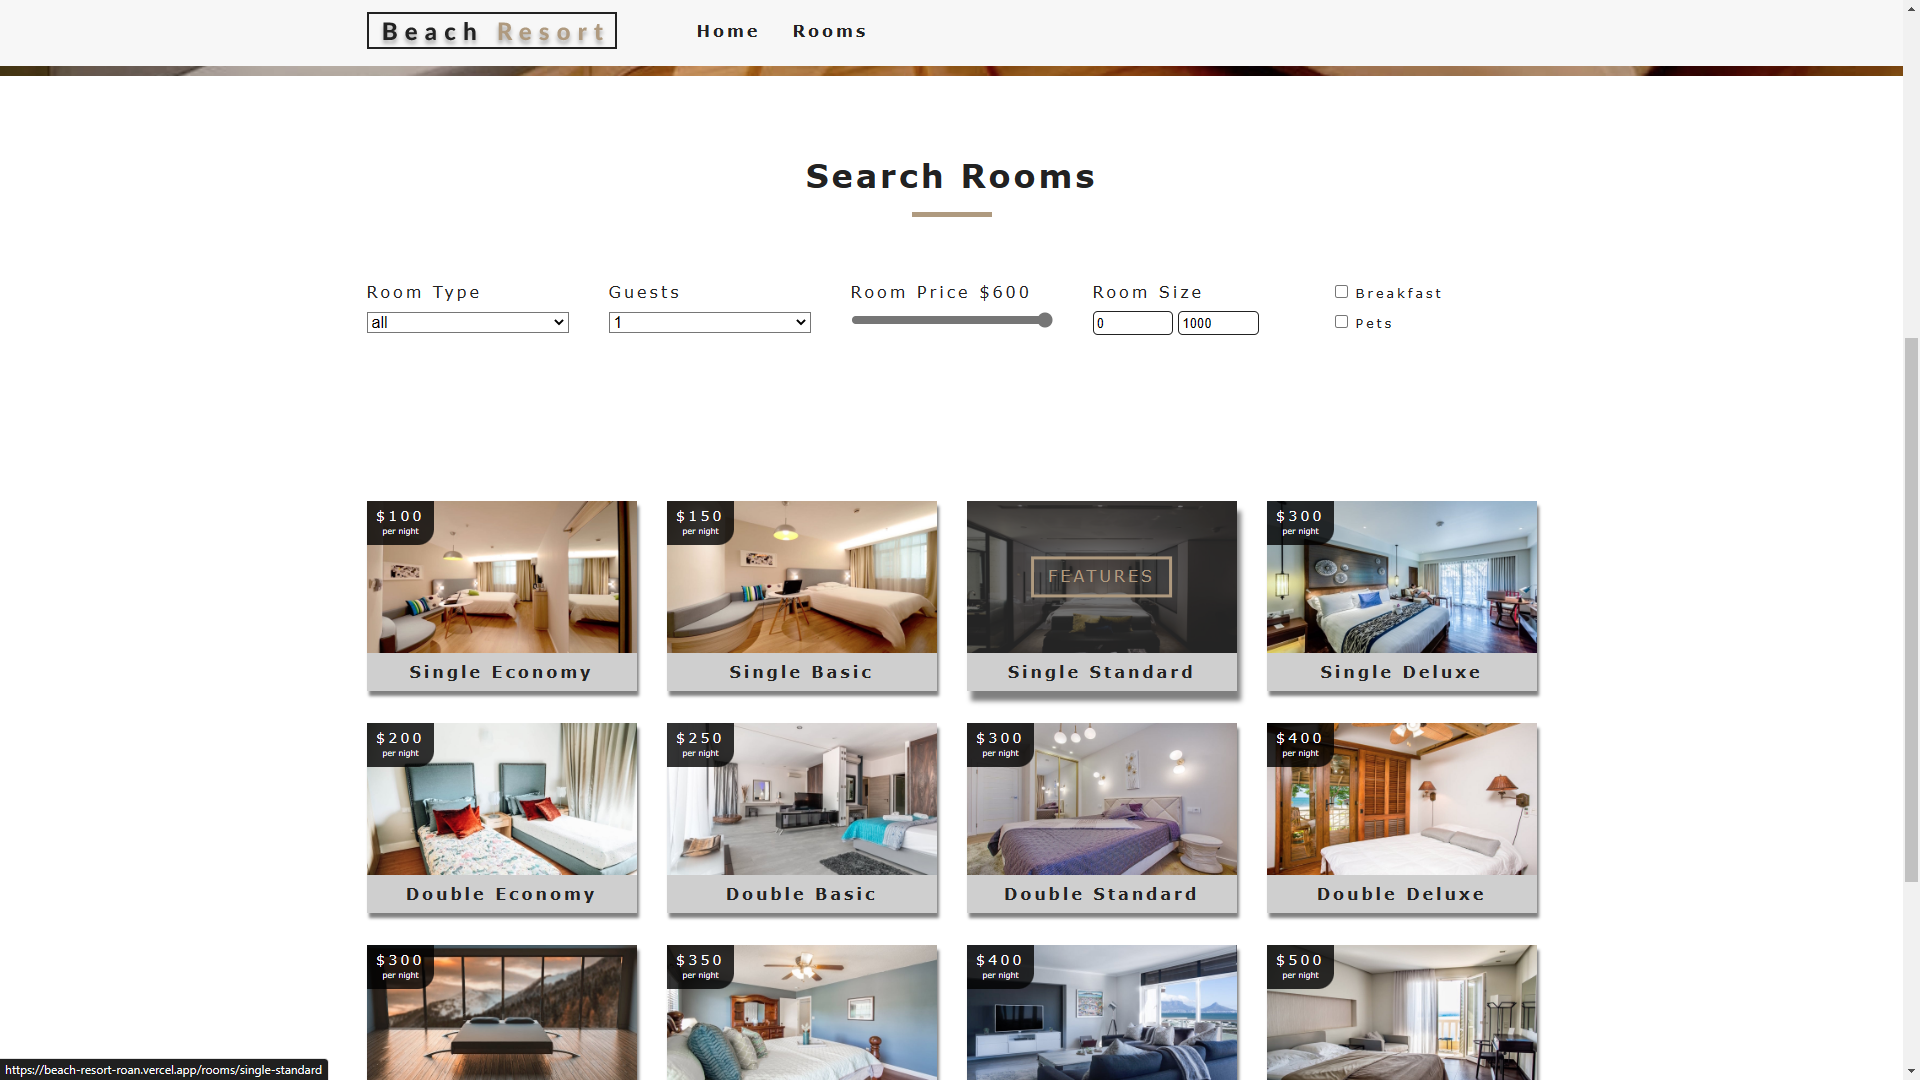 Beach Resort
Home
Rooms
Search Rooms
Room Type
all
Guests
1
Room Price $600
Room Size
0
1000
Breakfast
Pets
$100
per night
Single Economy
$150
per night
Single Basic
FEATURES
Single Standard
$300
per night
Single Deluxe
$200
per night
Double Economy
$250
per night
Double Basic
$300
per night
Double Standard
$400
per night
Double Deluxe
$300
per night
$350
per night
$400
per night
$500
per night
https://beach-resort-roan.vercel.app/rooms/single-standard